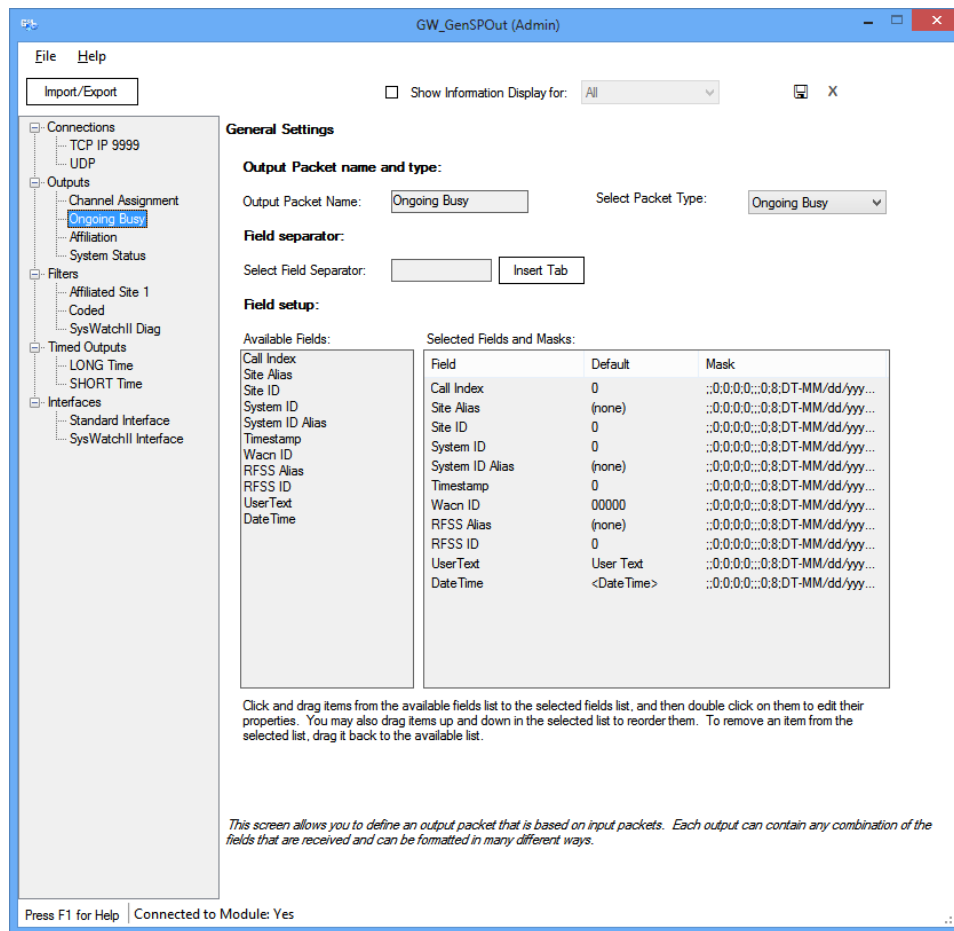 GW_GenSPOut (Admin)
File Help
Import/Export Show Information Display for: All X
Connections
TCP IP 9999
UDP
Outputs
Channel Assignment
Ongoing Busy
Affiliation
System Status
Filters
Affiliated Site 1
Coded
SysWatchII Diag
Timed Outputs
LONG Time
SHORT Time
Interfaces
Standard Interface
SysWatchII Interface
General Settings
Output Packet name and type:
Output Packet Name: Ongoing Busy Select Packet Type: Ongoing Busy
Field separator:
Select Field Separator: Insert Tab
Field setup:
Available Fields:
Call Index
Site Alias
Site ID
System ID
System ID Alias
Timestamp
Wacn ID
RFSS Alias
RFSS ID
UserText
DateTime
Selected Fields and Masks:
Field Default Mask
Call Index 0 ;;0;0;0;0;;;0;8;DT-MM/dd/yyy...
Site Alias (none) ;;0;0;0;0;;;0;8;DT-MM/dd/yyy...
Site ID 0 ;;0;0;0;0;;;0;8;DT-MM/dd/yyy...
System ID 0 ;;0;0;0;0;;;0;8;DT-MM/dd/yyy...
System ID Alias (none) ;;0;0;0;0;;;0;8;DT-MM/dd/yyy...
Timestamp 0 ;;0;0;0;0;;;0;8;DT-MM/dd/yyy...
Wacn ID 00000 ;;0;0;0;0;;;0;8;DT-MM/dd/yyy...
RFSS Alias (none) ;;0;0;0;0;;;0;8;DT-MM/dd/yyy...
RFSS ID 0 ;;0;0;0;0;;;0;8;DT-MM/dd/yyy...
UserText User Text ;;0;0;0;0;;;0;8;DT-MM/dd/yyy...
DateTime <DateTime> ;;0;0;0;0;;;0;8;DT-MM/dd/yyy...
Click and drag items from the available fields list to the selected fields list, and then double click on them to edit their
properties. You may also drag items up and down in the selected list to reorder them. To remove an item from the
selected list, drag it back to the available list.
This screen allows you to define an output packet that is based on input packets. Each output can contain any combination of the
fields that are received and can be formatted in many different ways.
Press F1 for Help Connected to Module: Yes